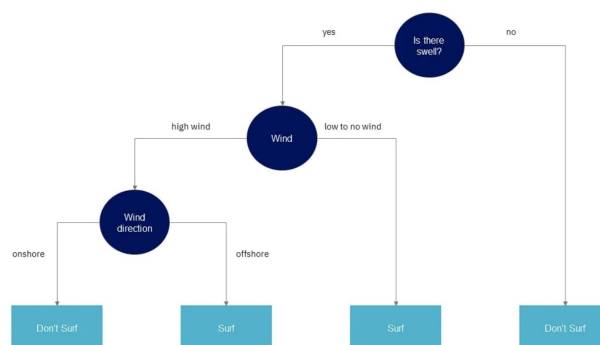 Is there
swell?
yes
no
Wind
high wind
low to no wind
Wind
direction
onshore
offshore
Don't Surf
Surf
Surf
Don't Surf